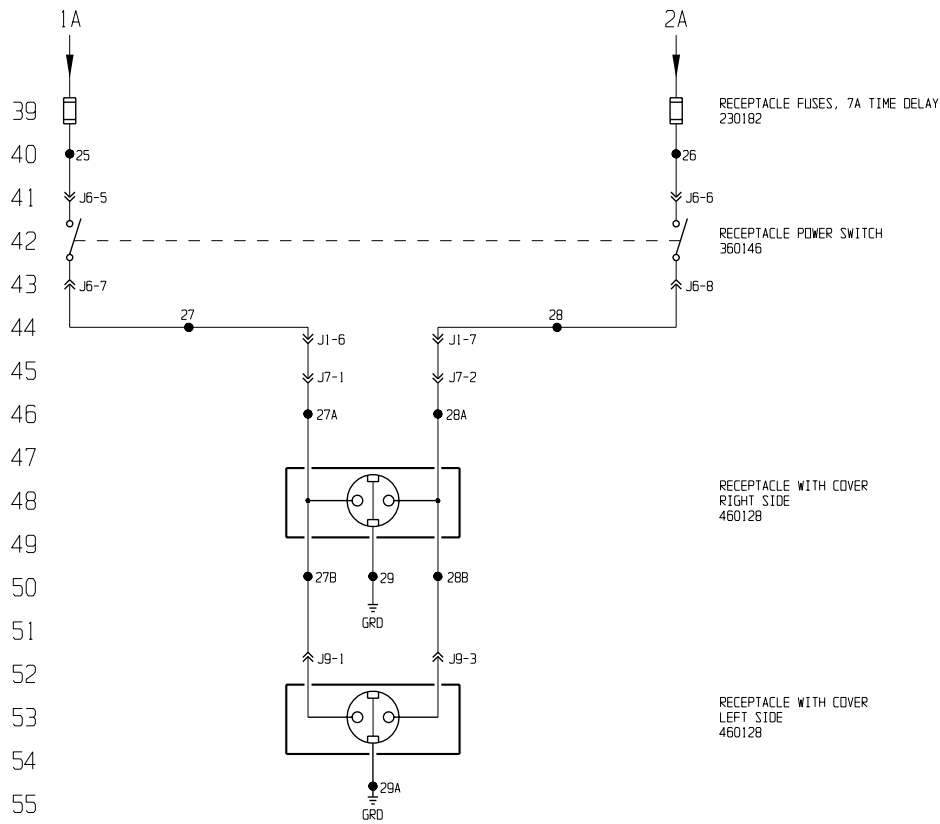 1A 2A
39 RECEPTACLE FUSES, 7A TIME DELAY
230182
40 25 26
41 J6-5 J6-6
42 RECEPTACLE POWER SWITCH
360146
43 J6-7 J6-8
27 28
44
J1-6 J1-7
45 J7-1 J7-2
46 27A 28A
47
RECEPTACLE WITH COVER
48 RIGHT SIDE
460128
49
27B 29 28B
50
GRD
51
J9-1 J9-3
52
RECEPTACLE WITH COVER
53 LEFT SIDE
460128
54
29A
55
GRD